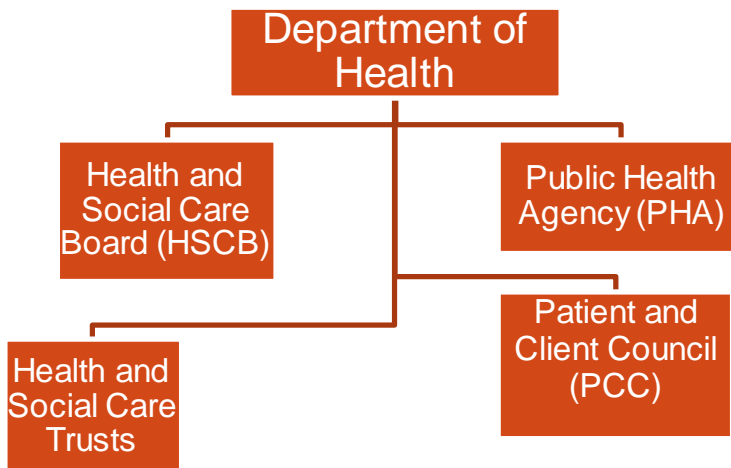 Department of
Health
Health and
Social Care
Board (HSCB)
Public Health
Agency (PHA)
Patient and
Client Council
(PCC)
Health and
Social Care
Trusts